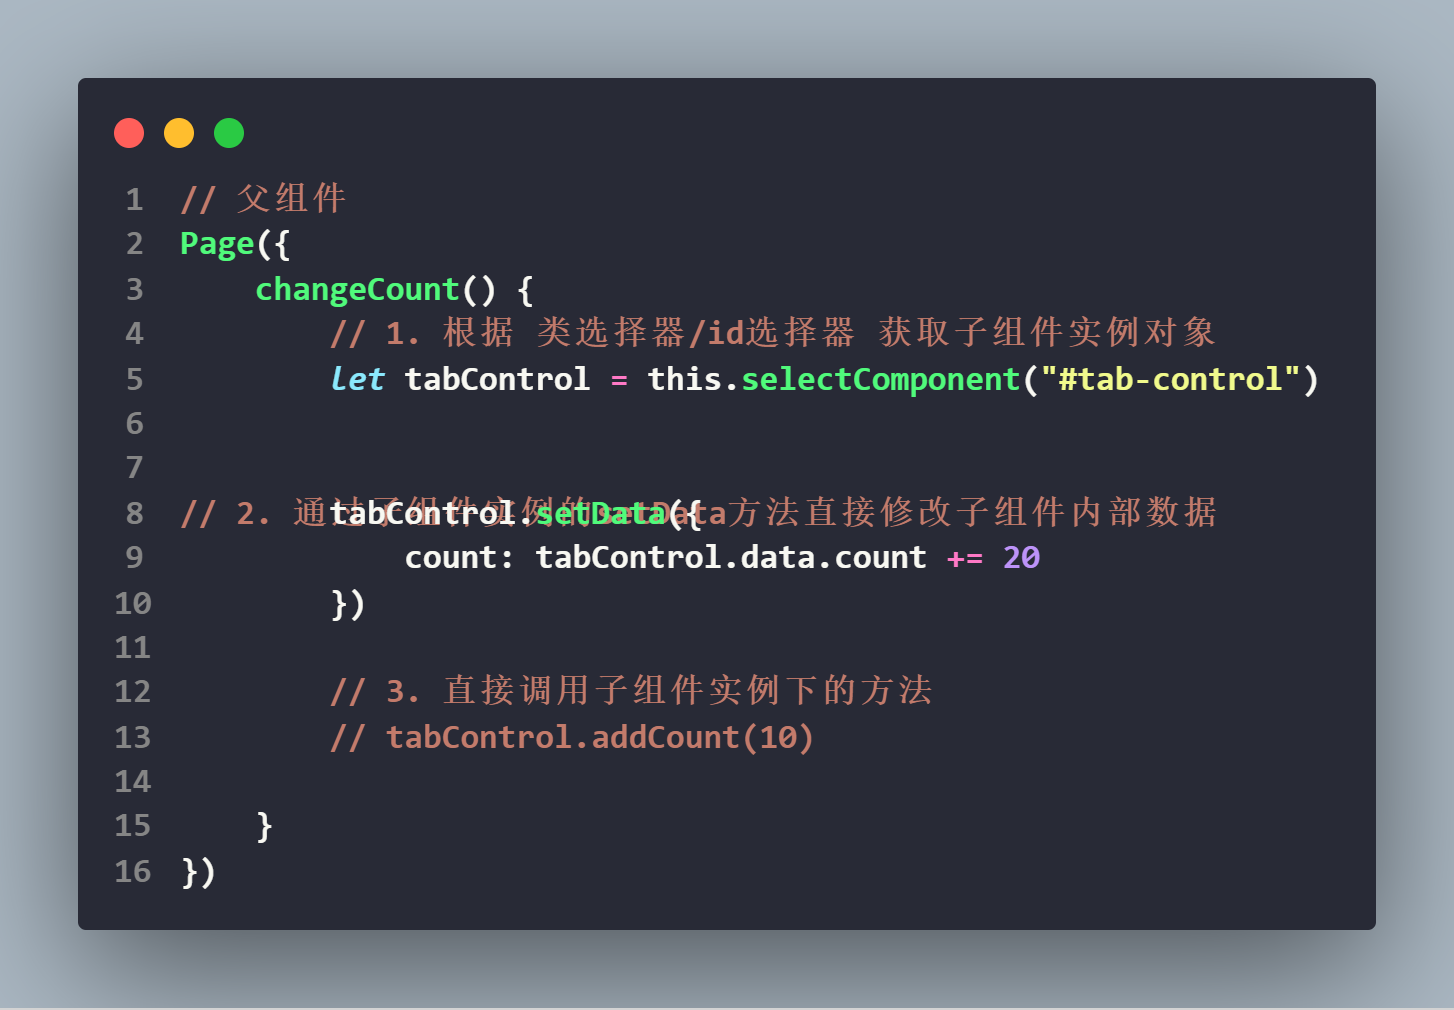 1 // 父组件
2 Page({
3     changeCount() {
4         // 1. 根据 类选择器/id选择器 获取子组件实例对象
5         let tabControl = this.selectComponent("#tab-control")
6
7
// 2. 通过子组件实例的setData方法直接修改子组件内部数据
8         tabControl.setData({
9             count: tabControl.data.count += 20
10         })
11
12         // 3. 直接调用子组件实例下的方法
13         // tabControl.addCount(10)
14
15     }
16 })